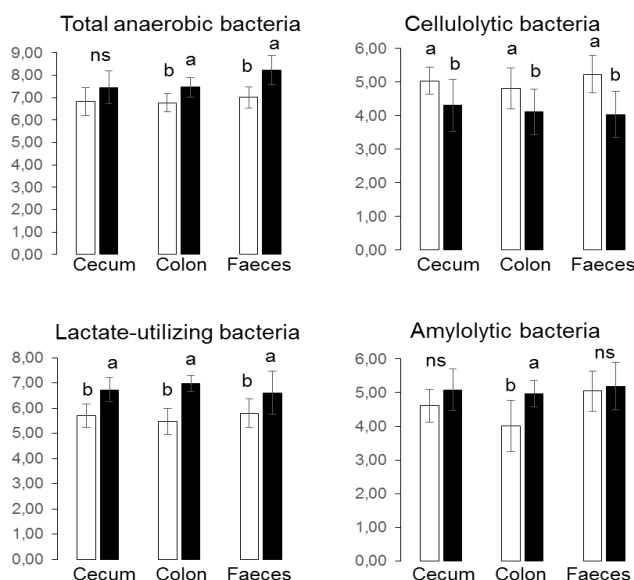 Total anaerobic bacteria
9,00
8,00
7,00
6,00
5,00
4,00
3,00
2,00
1,00
0,00
ns
b a
b a
Cecum Colon Faeces
Cellulolytic bacteria
6,00
5,00
4,00
3,00
2,00
1,00
0,00
a b
a b
a b
Cecum Colon Faeces
Lactate-utilizing bacteria
8,00
7,00
6,00
5,00
4,00
3,00
2,00
1,00
0,00
b a
b a
b a
Cecum Colon Faeces
Amylolytic bacteria
6,00
5,00
4,00
3,00
2,00
1,00
0,00
ns
b a
ns
Cecum Colon Faeces